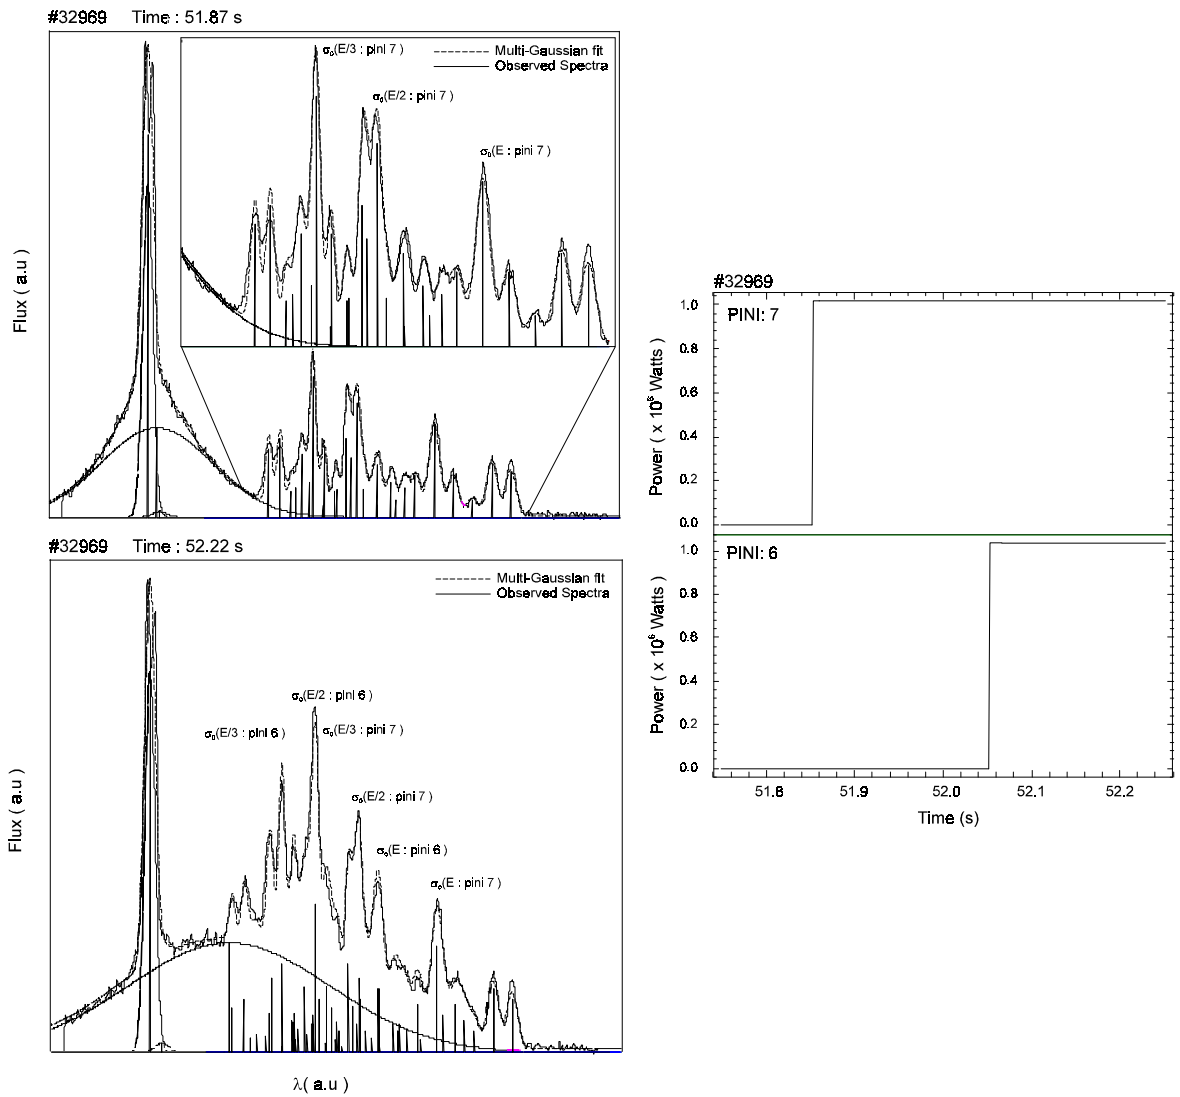 #32969 Time : 51.87 s
σ₀(E/3 : pini 7 )
Multi-Gaussian fit
Observed Spectra
σ₀(E/2 : pini 7 )
σ₀(E : pini 7 )
Flux ( a.u )
#32969 Time : 52.22 s
Multi-Gaussian fit
Observed Spectra
σ₀(E/2 : pini 6 )
σ₀(E/3 : pini 6 )
σ₀(E/3 : pini 7 )
σ₀(E/2 : pini 7 )
σ₀(E : pini 6 )
σ₀(E : pini 7 )
Flux ( a.u )
λ( a.u )
#32969
PINI: 7
1.0
0.8
0.6
0.4
0.2
0.0
Power ( x 10⁶ Watts )
PINI: 6
1.0
0.8
0.6
0.4
0.2
0.0
Power ( x 10⁶ Watts )
51.8 51.9 52.0 52.1 52.2
Time (s)